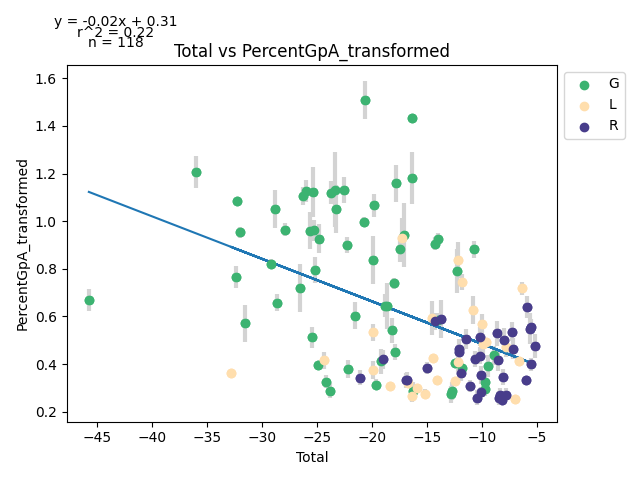 y = -0.02x + 0.31
r^2 = 0.22
n = 118
Total vs PercentGpA_transformed
G
L
R
PercentGpA_transformed
1.6
1.4
1.2
1.0
0.8
0.6
0.4
0.2
−45
−40
−35
−30
−25
−20
−15
−10
−5
Total